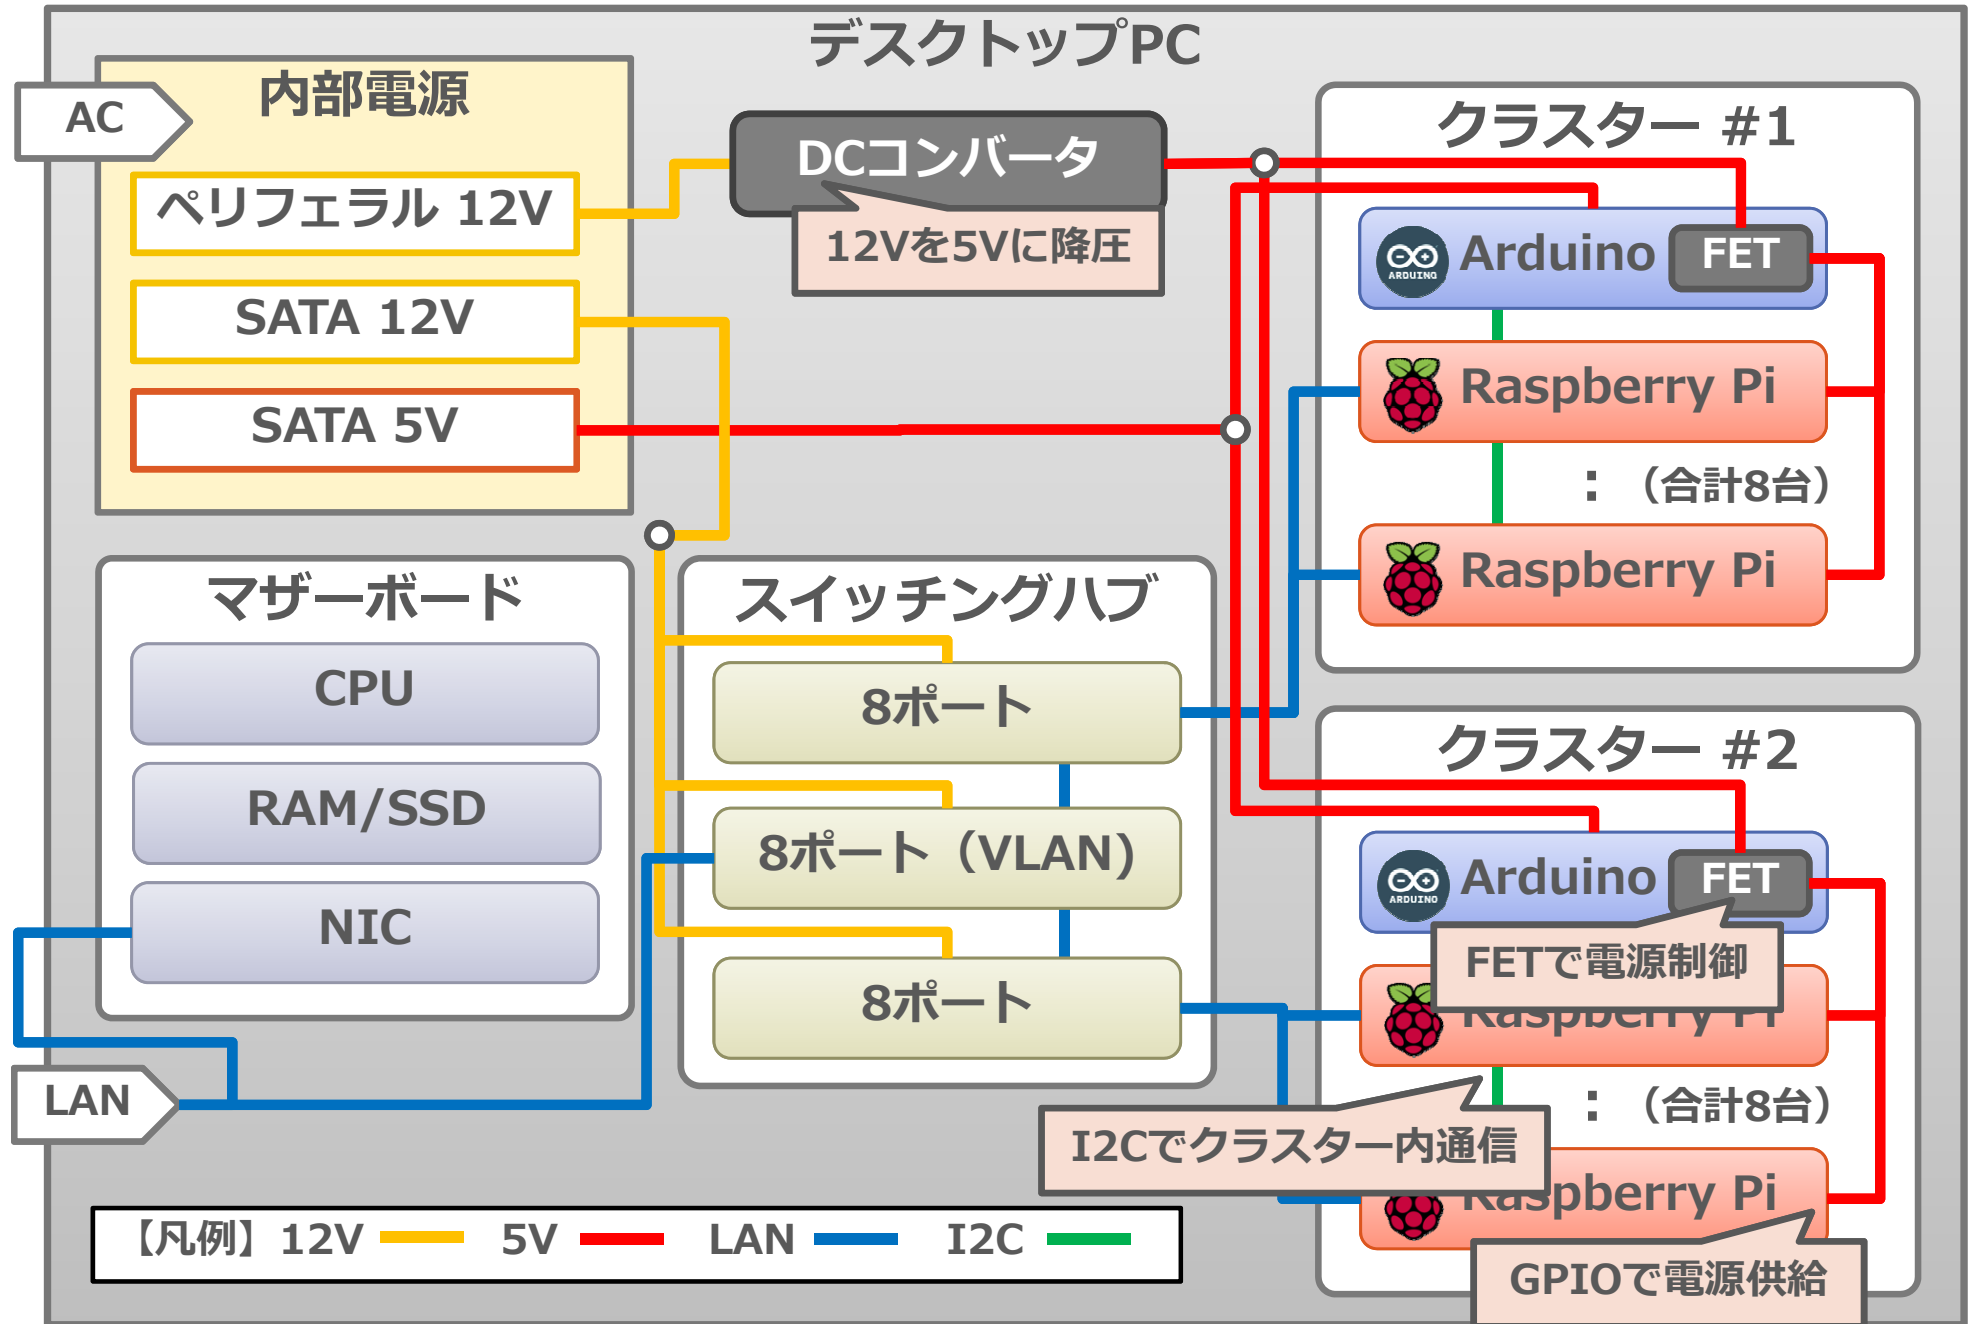 デスクトップPC
AC
内部電源
ペリフェラル 12V
SATA 12V
SATA 5V
DCコンバータ
12Vを5Vに降圧
クラスター #1
ARDUINO
Arduino
FET
Raspberry Pi
： （合計8台）
Raspberry Pi
マザーボード
CPU
RAM/SSD
NIC
LAN
スイッチングハブ
8ポート
8ポート（VLAN）
8ポート
クラスター #2
ARDUINO
Arduino
FET
FETで電源制御
Raspberry Pi
： （合計8台）
I2Cでクラスター内通信
Raspberry Pi
GPIOで電源供給
【凡例】 12V 5V LAN I2C